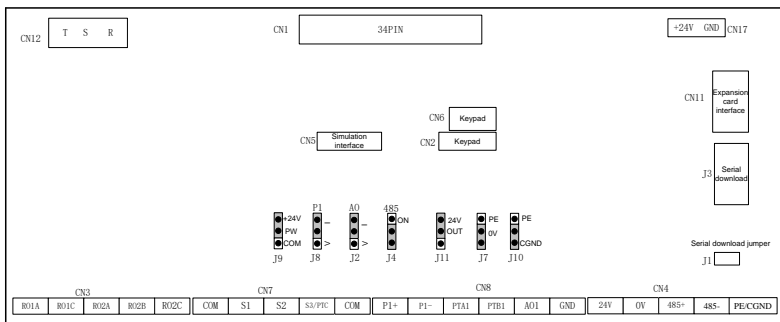 CN12 T S R CN1 34PIN +24V GND CN17
CN11 Expansion card interface
CN6 Keypad
CN5 Simulation interface CN2 Keypad
J3 Serial download
P1 AO 485
+24V I I ON 24V PE PE
PW OUT 0V
COM V V CGND
J9 J8 J2 J4 J11 J7 J10
Serial download jumper
J1
CN3 CN7 CN8 CN4
RO1A RO1C RO2A RO2B RO2C COM S1 S2 S3/PTC COM P1+ P1- PTA1 PTB1 AO1 GND 24V 0V 485+ 485- PE/CGND